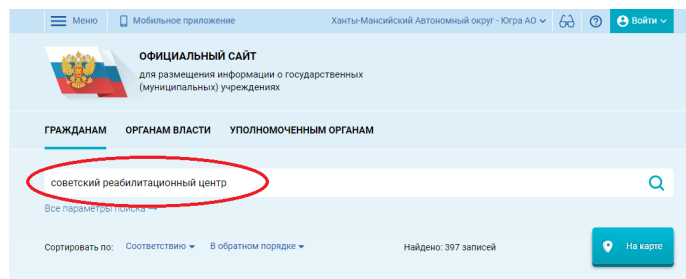 Меню Мобильное приложение Ханты-Мансийский Автономный округ - Югра АО Войти
ОФИЦИАЛЬНЫЙ САЙТ
для размещения информации о государственных
(муниципальных) учреждениях
ГРАЖДАНАМ ОРГАНАМ ВЛАСТИ УПОЛНОМОЧЕННЫМ ОРГАНАМ
советский реабилитационный центр
Все параметры поиска
Сортировать по: Соответствию В обратном порядке Найдено: 397 записей На карте